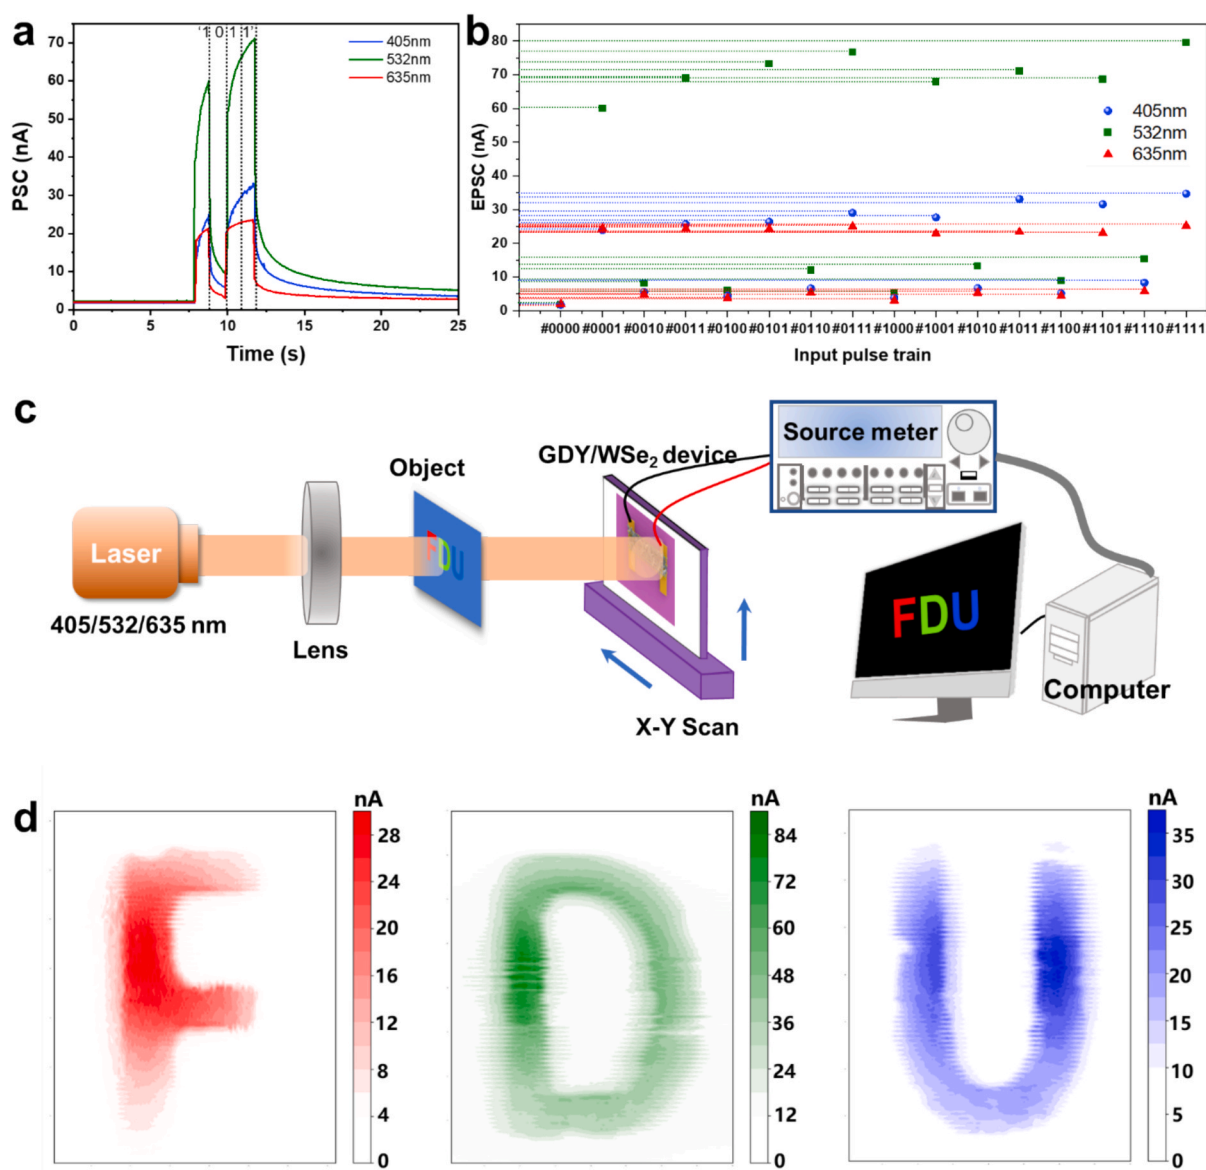 a
'1 0 1 1'
405nm
532nm
635nm
PSC (nA)
70
60
50
40
30
20
10
0
0 5 10 15 20 25
Time (s)
b
EPSC (nA)
80
70
60
50
40
30
20
10
0
405nm
532nm
635nm
#0000 #0001 #0010 #0011 #0100 #0101 #0110 #0111 #1000 #1001 #1010 #1011 #1100 #1101 #1110 #1111
Input pulse train
c
Laser
405/532/635 nm
Lens
Object
FDU
GDY/WSe₂ device
X-Y Scan
Source meter
FDU
Computer
d
nA
28
24
20
16
12
8
4
0
nA
84
72
60
48
36
24
12
0
nA
35
30
25
20
15
10
5
0